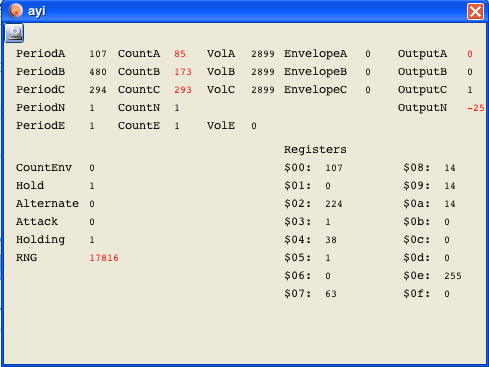 ayi
PeriodA 107 CountA 85 VolA 2899 EnvelopeA 0 OutputA 0
PeriodB 480 CountB 173 VolB 2899 EnvelopeB 0 OutputB 0
PeriodC 294 CountC 293 VolC 2899 EnvelopeC 0 OutputC 1
PeriodN 1 CountN 1 OutputN -25
PeriodE 1 CountE 1 VolE 0
Registers
CountEnv 0 $00: 107 $08: 14
Hold 1 $01: 0 $09: 14
Alternate 0 $02: 224 $0a: 14
Attack 0 $03: 1 $0b: 0
Holding 1 $04: 38 $0c: 0
RNG 17816 $05: 1 $0d: 0
$06: 0 $0e: 255
$07: 63 $0f: 0